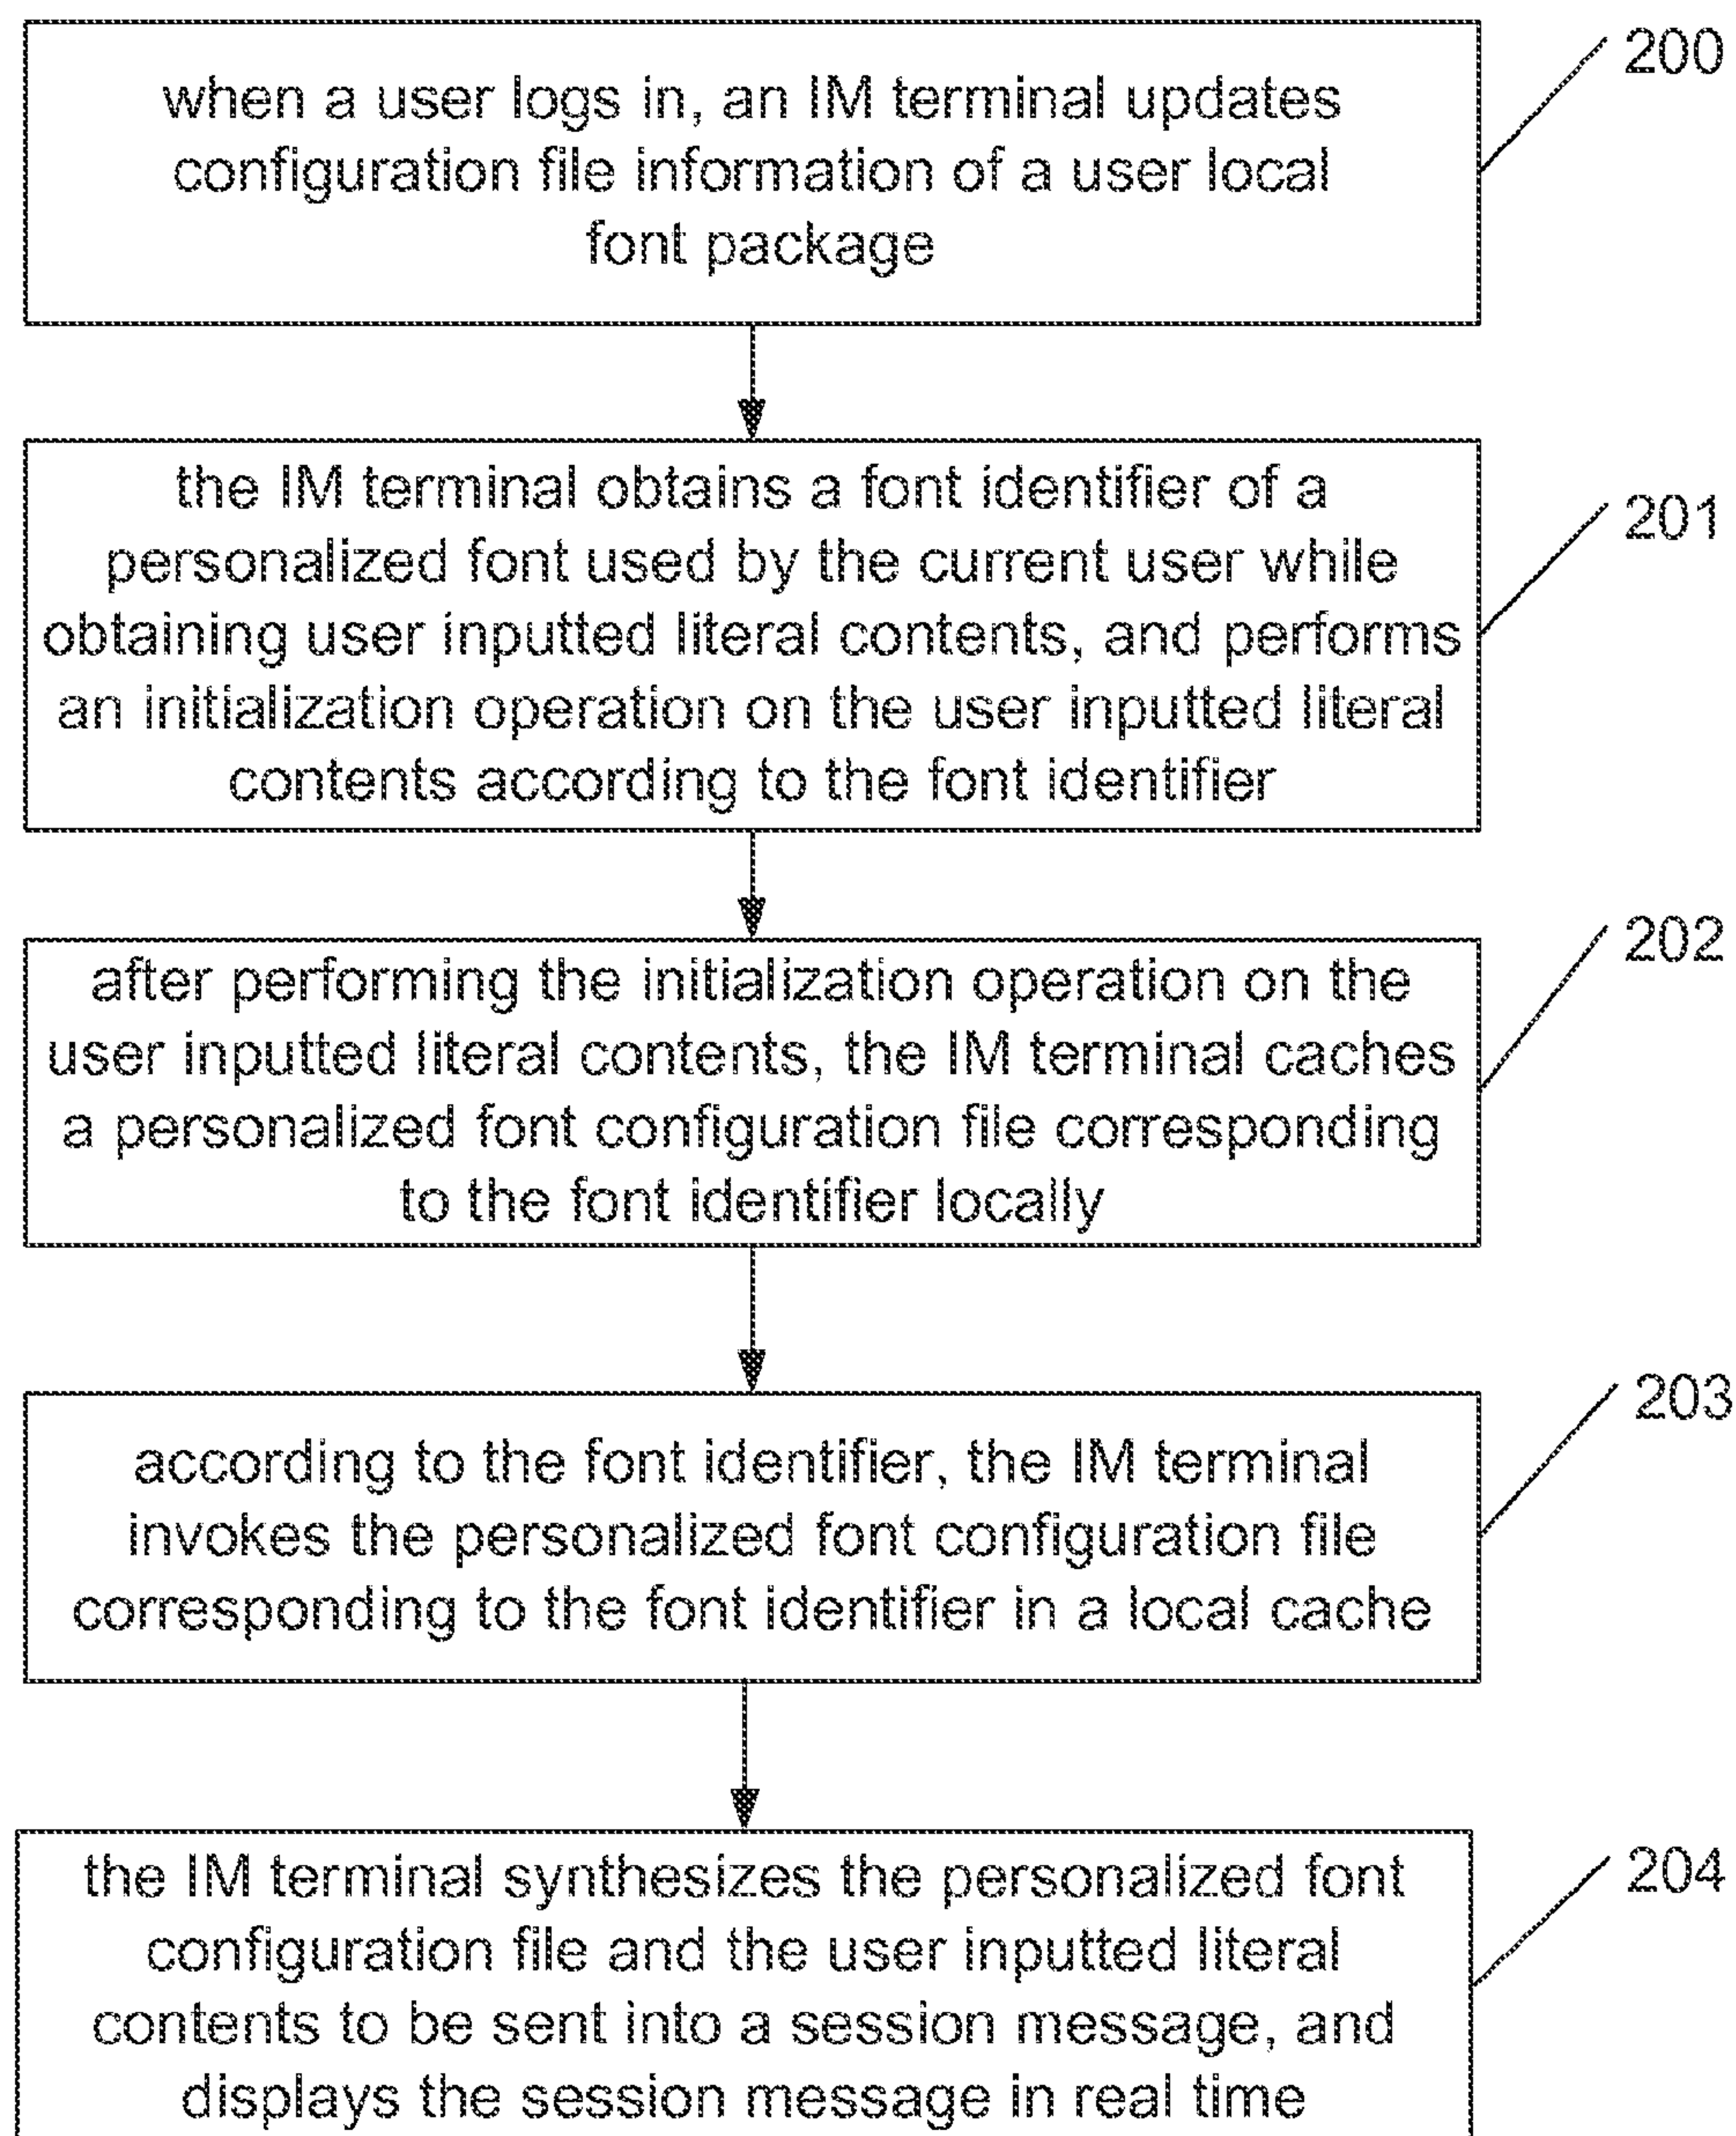 when a user logs in, an IM terminal updates
configuration file information of a user local
font package
200
the IM terminal obtains a font identifier of a
personalized font used by the current user while
obtaining user inputted literal contents, and performs
an initialization operation on the user inputted literal
contents according to the font identifier
201
after performing the initialization operation on the
user inputted literal contents, the IM terminal caches
a personalized font configuration file corresponding
to the font identifier locally
202
according to the font identifier, the IM terminal
invokes the personalized font configuration file
corresponding to the font identifier in a local cache
203
the IM terminal synthesizes the personalized font
configuration file and the user inputted literal
contents to be sent into a session message, and
displays the session message in real time
204